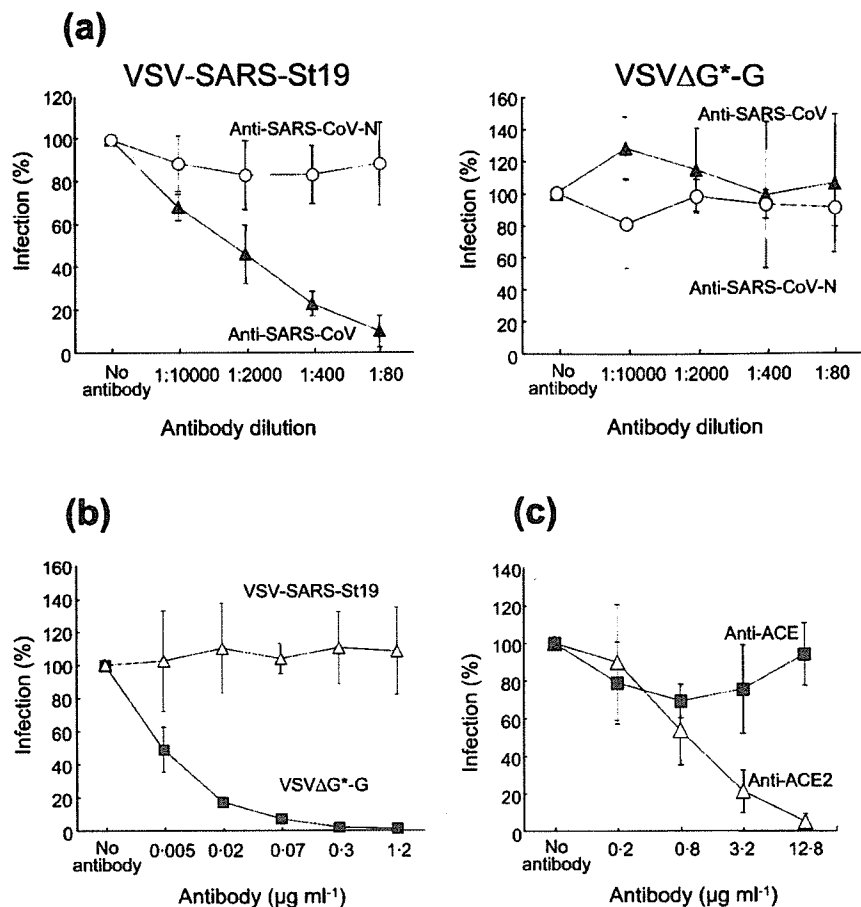 (a)
VSV-SARS-St19
120
100
80
60
40
20
0
Infection (%)
Anti-SARS-CoV-N
Anti-SARS-CoV
No antibody
1:10000
1:2000
1:400
1:80
Antibody dilution
VSVΔG*-G
160
140
120
100
80
60
40
20
0
Infection (%)
Anti-SARS-CoV
Anti-SARS-CoV-N
No antibody
1:10000
1:2000
1:400
1:80
Antibody dilution
(b)
160
140
120
100
80
60
40
20
0
Infection (%)
VSV-SARS-St19
VSVΔG*-G
No antibody
0·005
0·02
0·07
0·3
1·2
Antibody (μg ml⁻¹)
(c)
140
120
100
80
60
40
20
0
Infection (%)
Anti-ACE
Anti-ACE2
No antibody
0·2
0·8
3·2
12·8
Antibody (μg ml⁻¹)